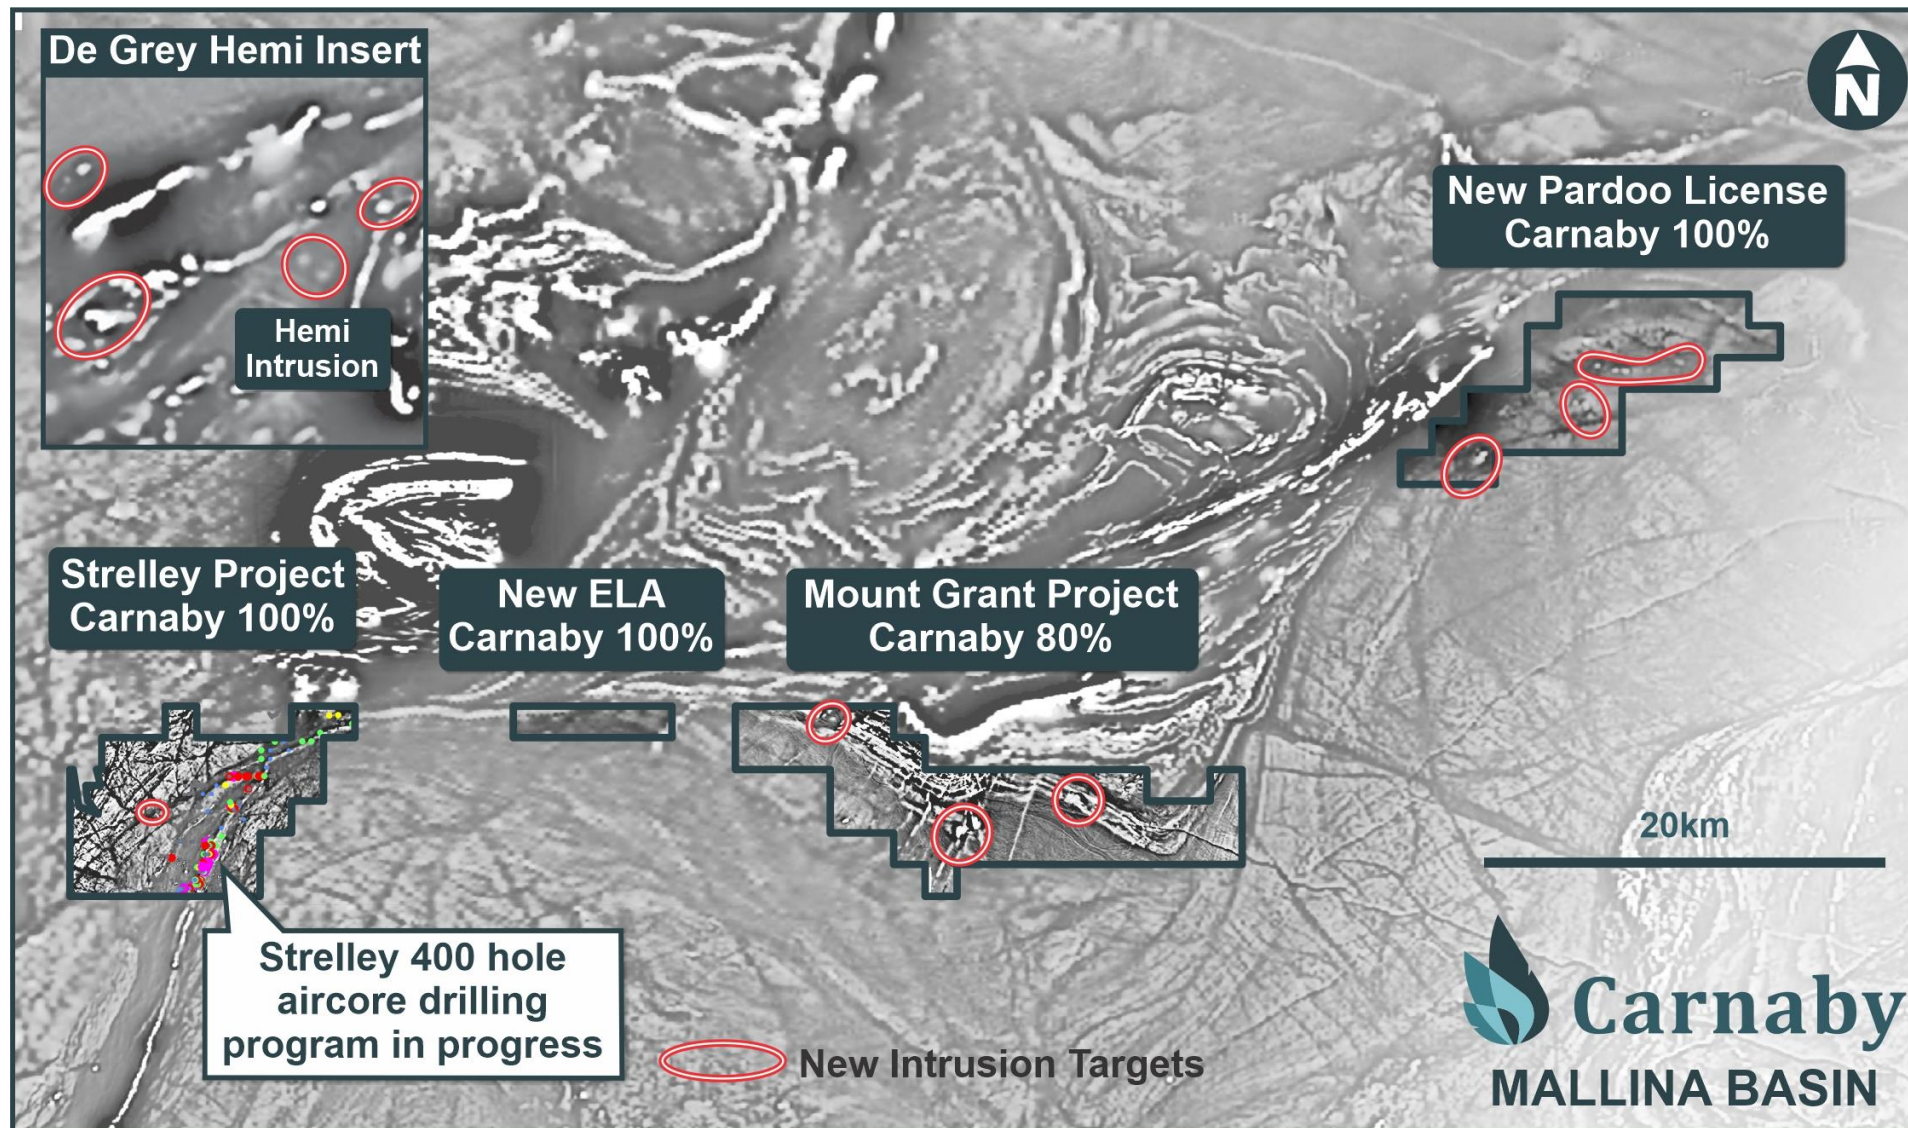 De Grey Hemi Insert
Hemi
Intrusion
N
New Pardoo License
Carnaby 100%
Strelley Project
Carnaby 100%
New ELA
Carnaby 100%
Mount Grant Project
Carnaby 80%
20km
Strelley 400 hole
aircore drilling
program in progress
New Intrusion Targets
Carnaby
MALLINA BASIN